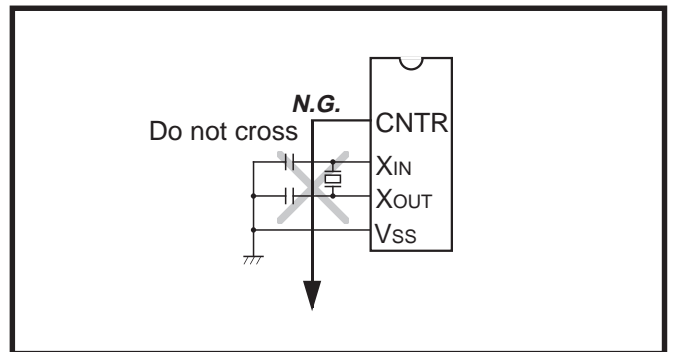 N.G.
Do not cross
CNTR
XIN
XOUT
VSS